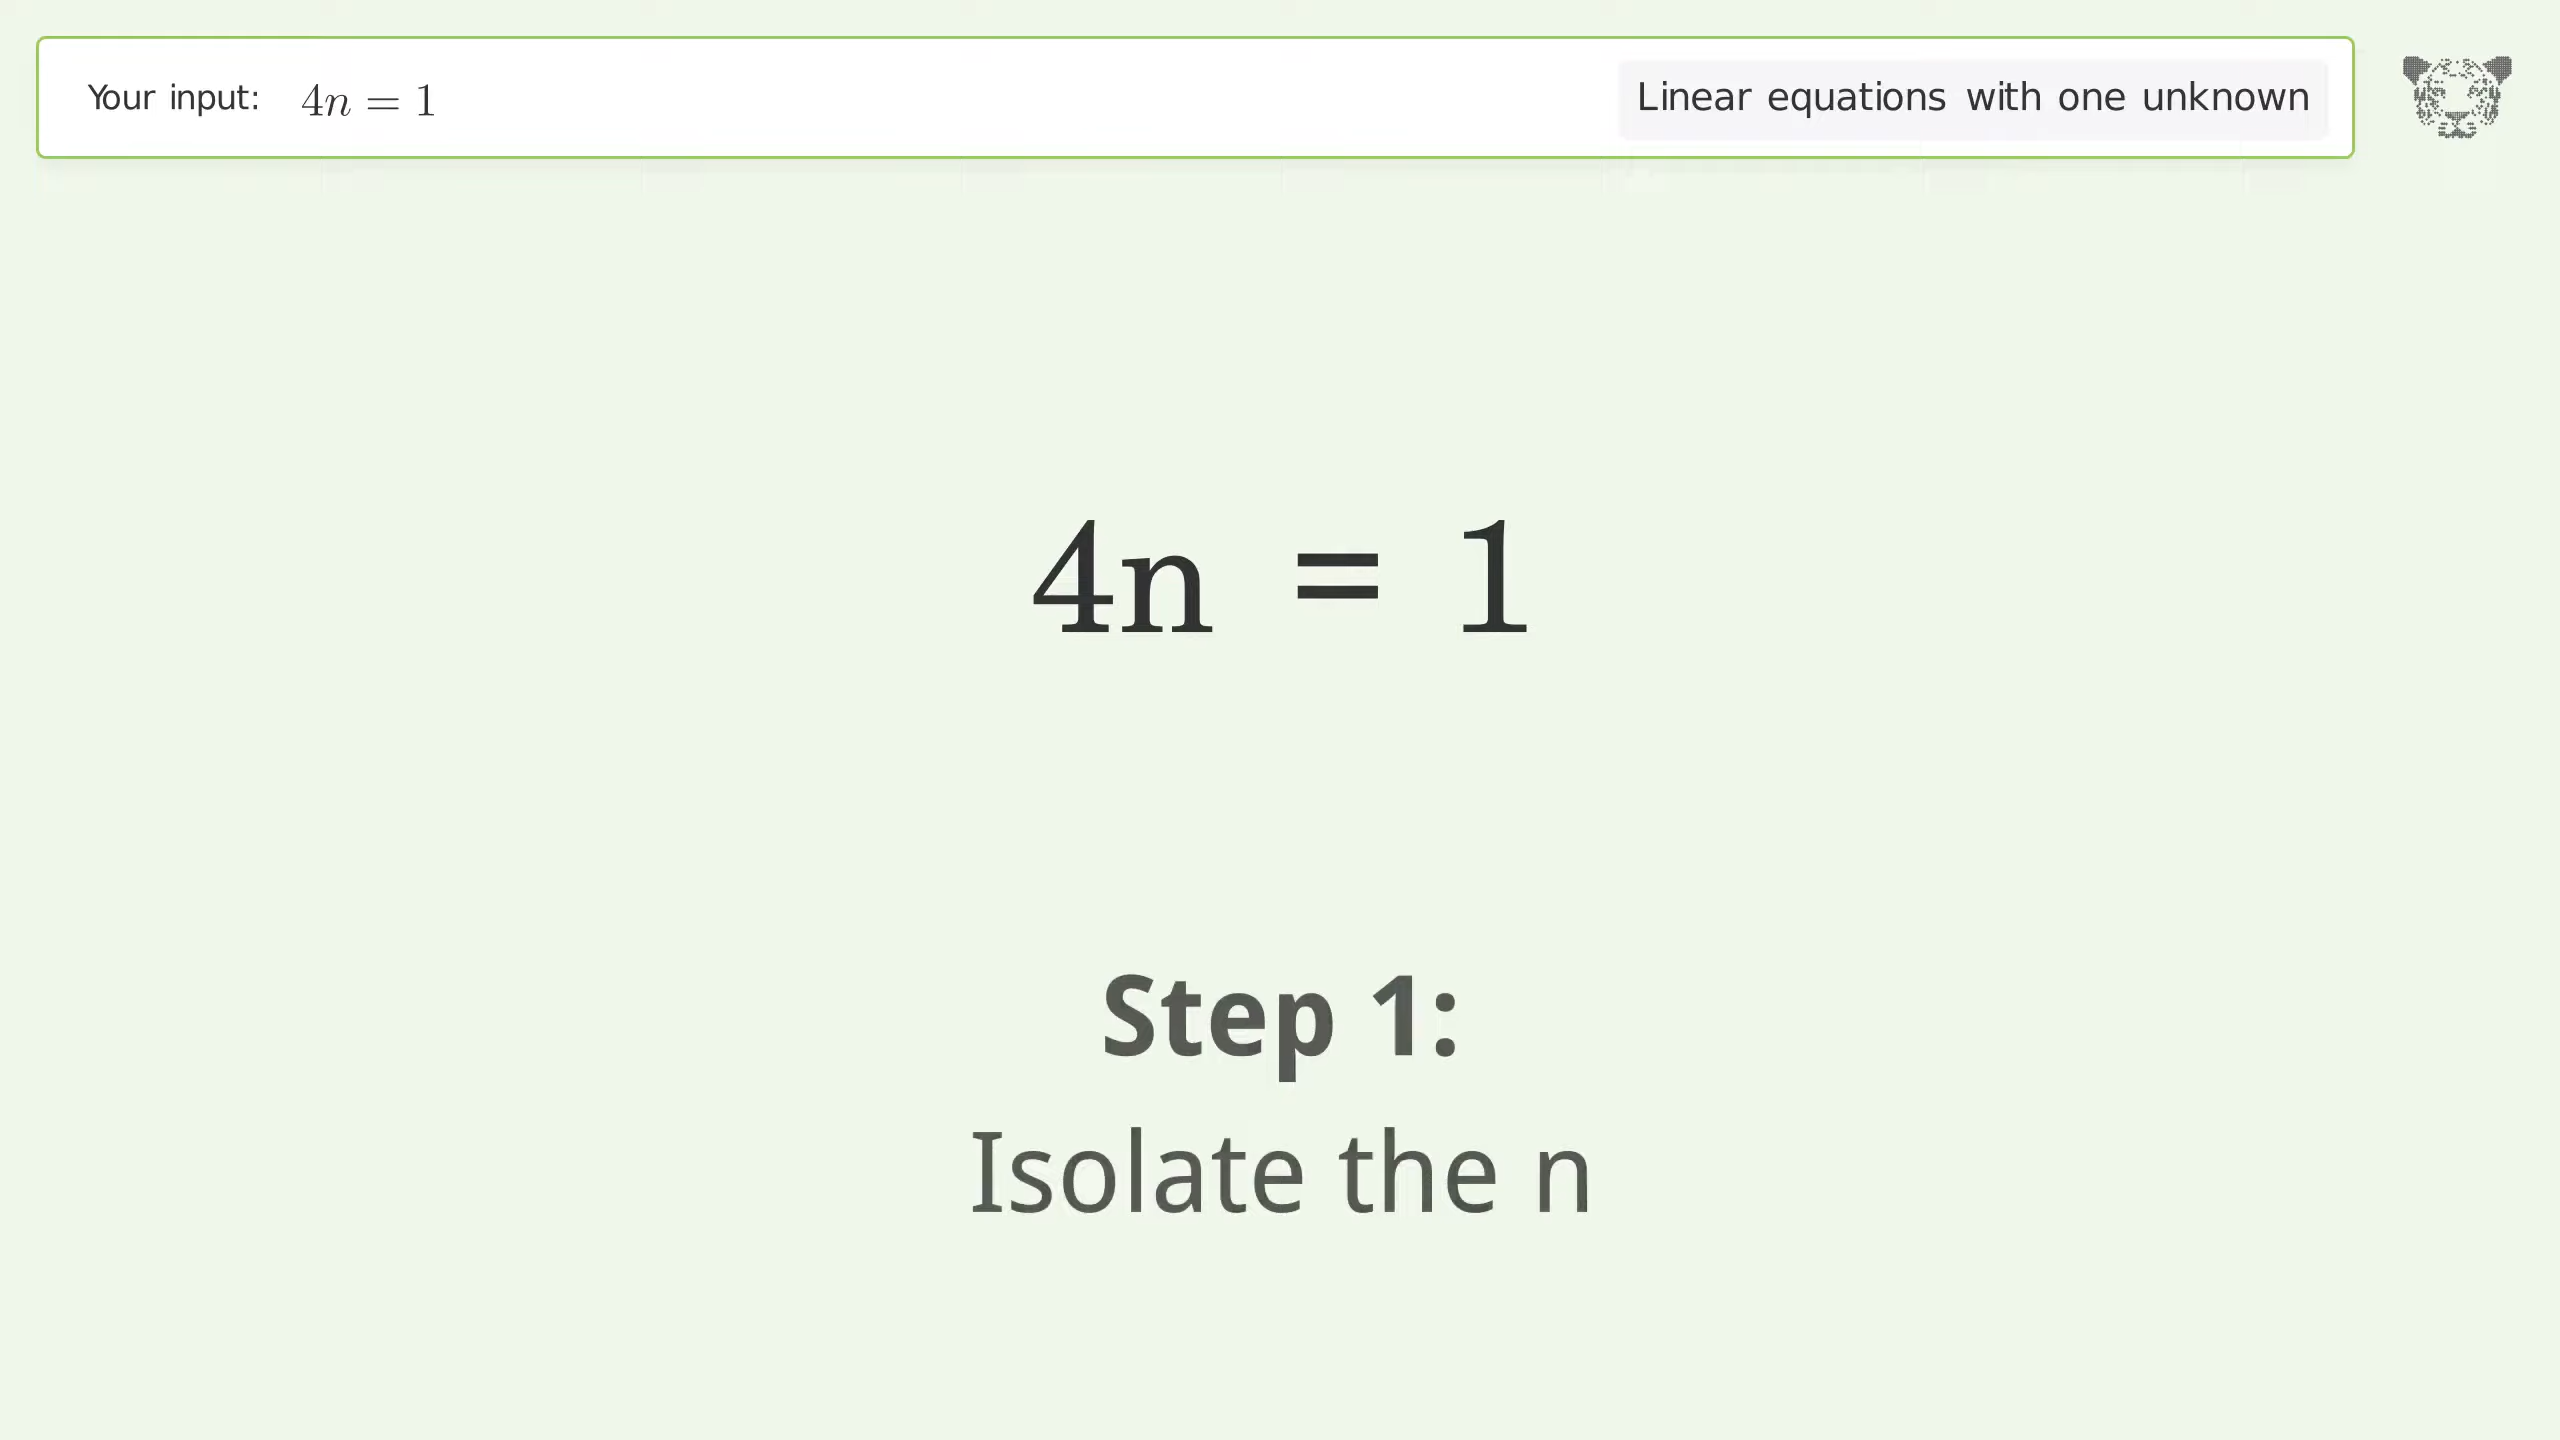 Your input: 4n = 1
Linear equations with one unknown
4n = 1
Step 1:
Isolate the n